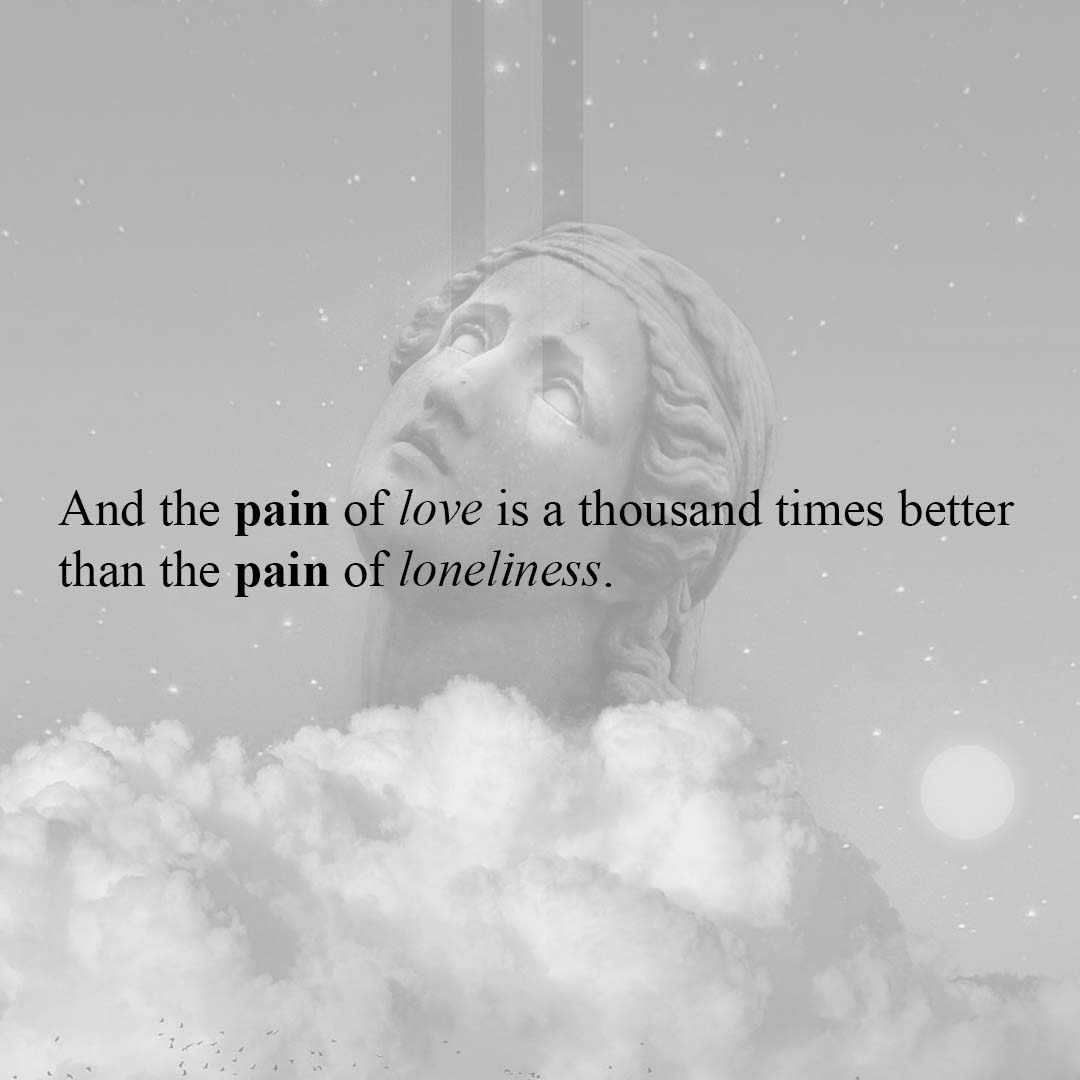 And the pain of love is a thousand times better
than the pain of loneliness.